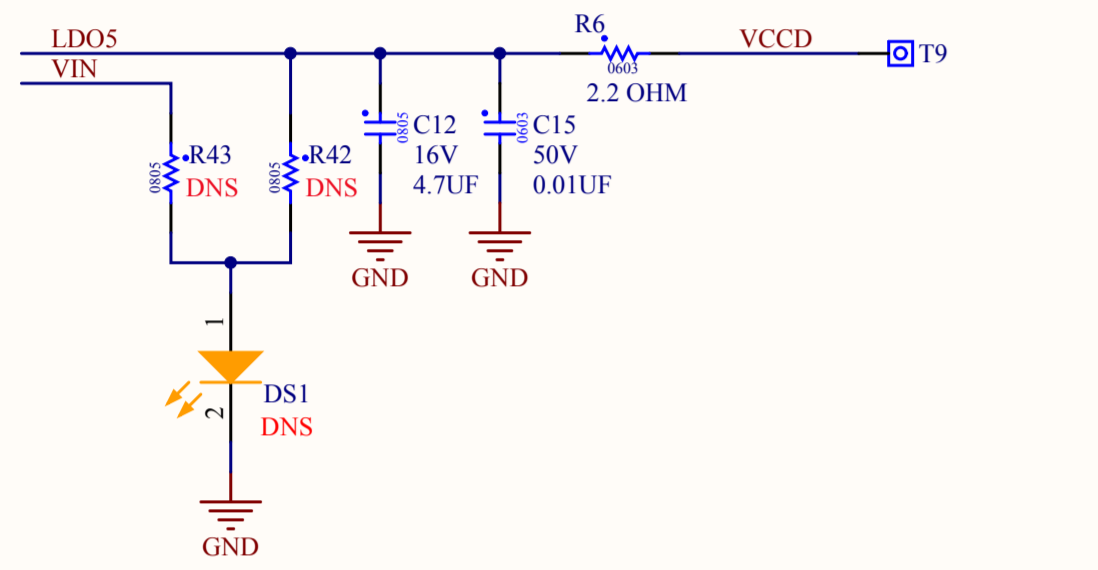 R6
LDO5
VCCD
T9
VIN
0603
2.2 OHM
0805
C12
0603
C15
R43
R42
16V
50V
0805
DNS
0805
DNS
4.7UF
0.01UF
GND
GND
1
DS1
2
DNS
GND